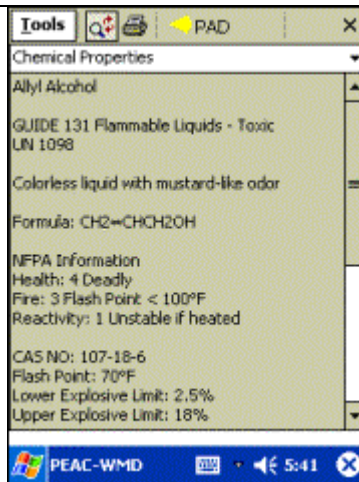 Tools PAD
Chemical Properties
Allyl Alcohol
GUIDE 131 Flammable Liquids - Toxic
UN 1098
Colorless liquid with mustard-like odor
Formula: CH2=CHCH2OH
NFPA Information
Health: 4 Deadly
Fire: 3 Flash Point < 100°F
Reactivity: 1 Unstable if heated
CAS NO: 107-18-6
Flash Point: 70°F
Lower Explosive Limit: 2.5%
Upper Explosive Limit: 18%
PEAC-WMD 5:41